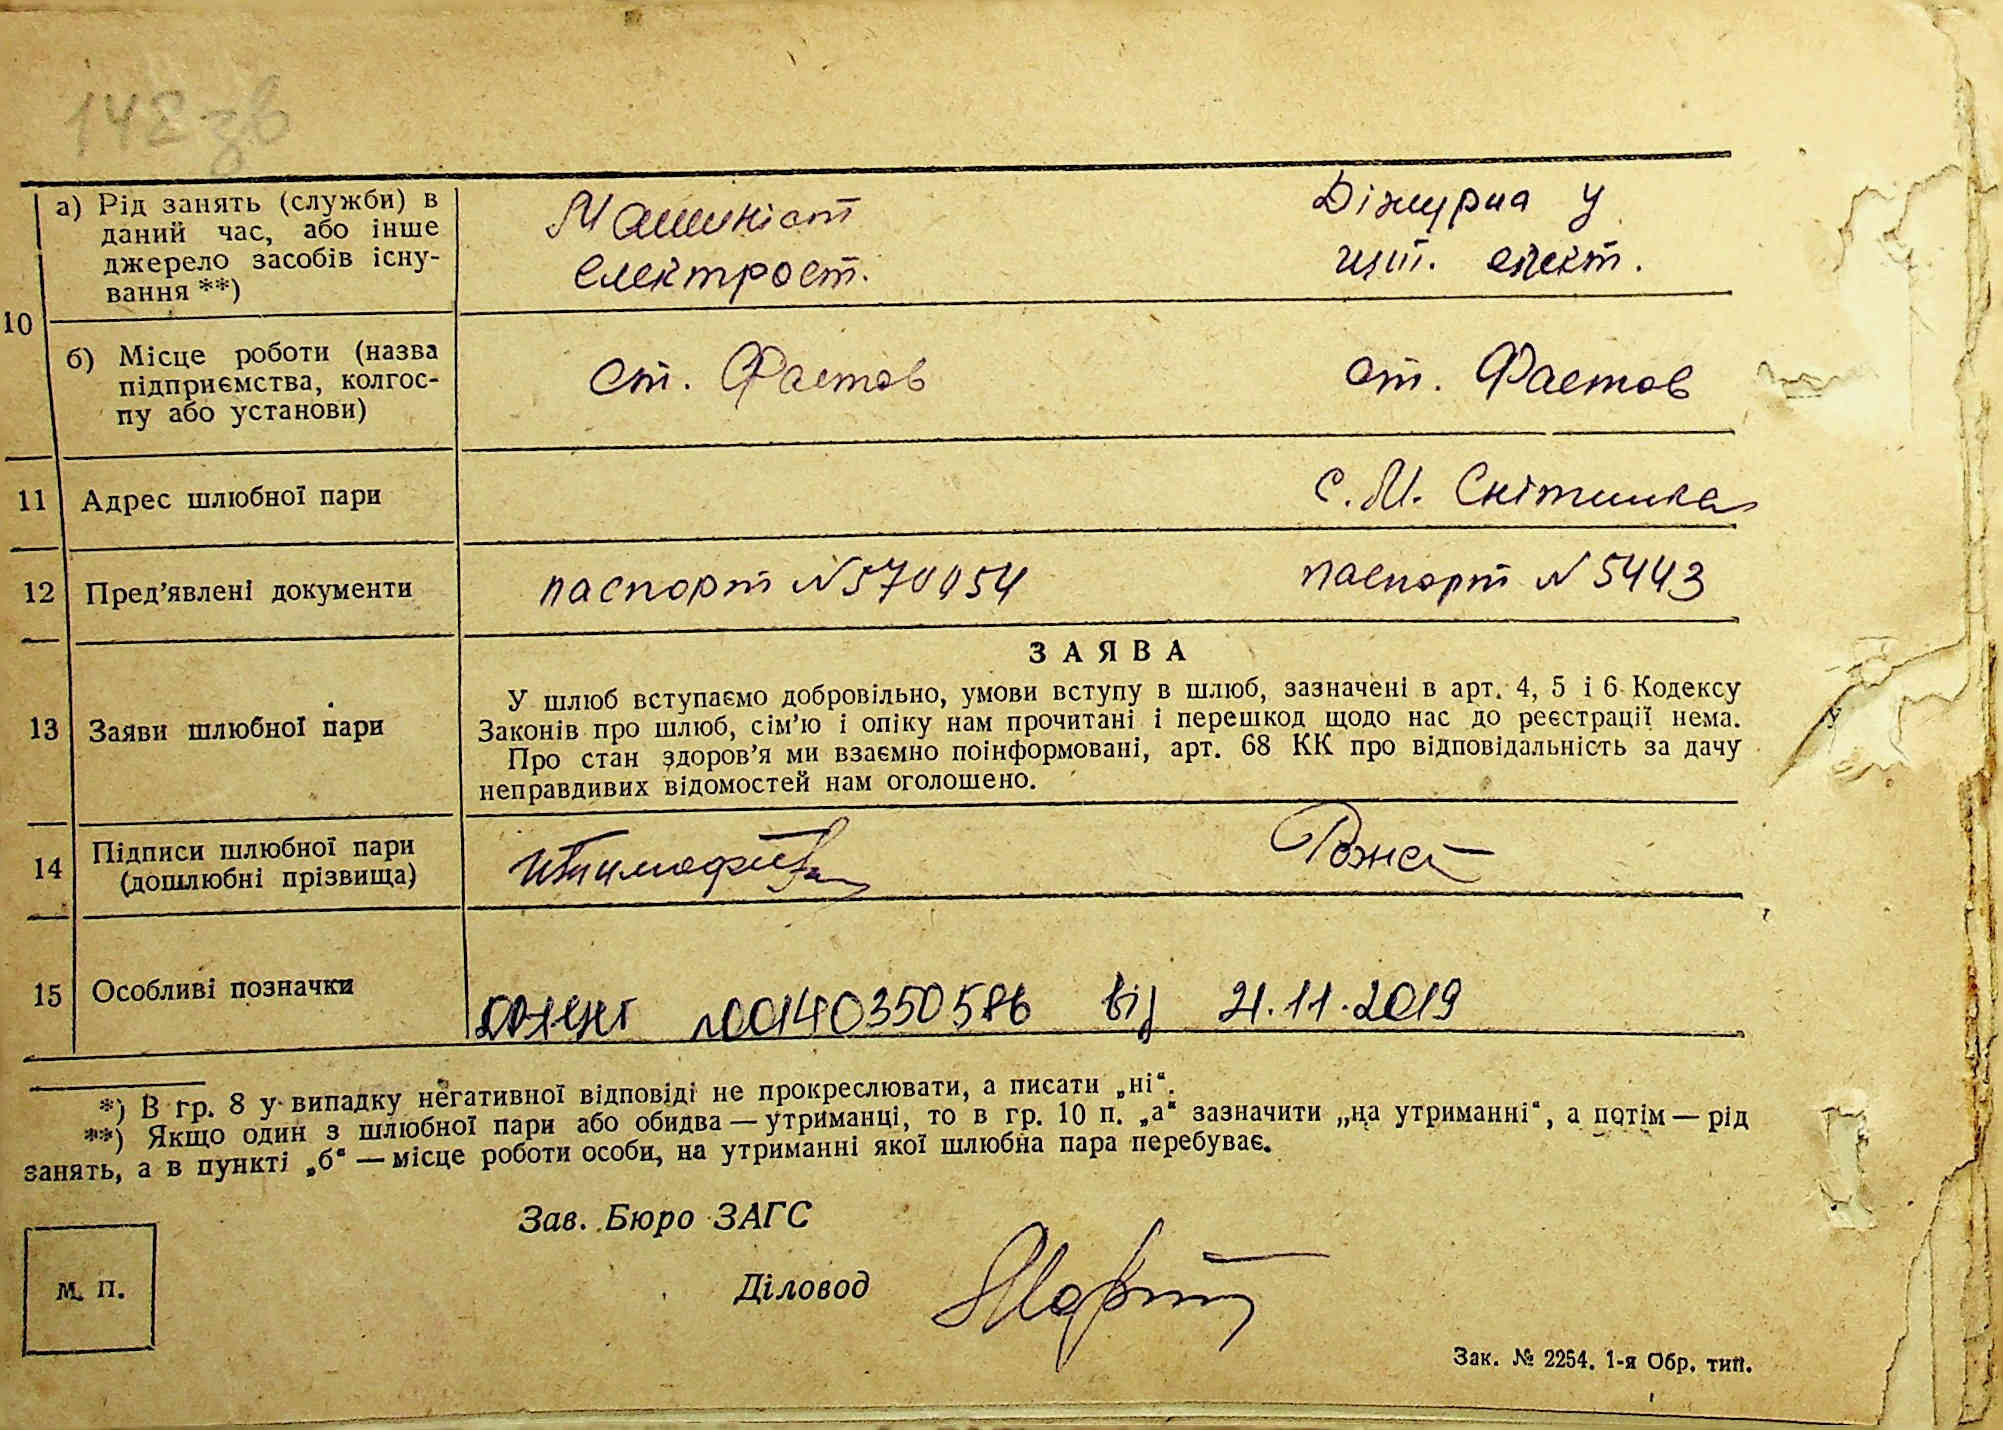 142 зв
10
а) Рід занять (служби) в
даний час, або інше
джерело засобів існу-
вання **)
Машиніст
електрост.
Діжурна у
щит. елект.
б) Місце роботи (назва
підприємства, колгос-
пу або установи)
ст. Фастов
ст. Фастов
11 Адрес шлюбної пари
с. М. Снітинка
12 Пред'явлені документи
паспорт N 570054
паспорт N 5443
13 Заяви шлюбної пари
ЗАЯВА
У шлюб вступаємо добровільно, умови вступу в шлюб, зазначені в арт. 4, 5 і 6 Кодексу
Законів про шлюб, сім'ю і опіку нам прочитані і перешкод щодо нас до реєстрації нема.
Про стан здоров'я ми взаємно поінформовані, арт. 68 КК про відповідальність за дачу
неправдивих відомостей нам оголошено.
14 Підписи шлюбної пари
(дошлюбні прізвища)
15 Особливі позначки
00140350586 від 21.11.2019
*) В гр. 8 у випадку негативної відповіді не прокреслювати, а писати „ні“.
**) Якщо один з шлюбної пари або обидва — утриманці, то в гр. 10 п. „а“ зазначити „на утриманні“, а потім — рід
занять, а в пункті „б“ — місце роботи особи, на утриманні якої шлюбна пара перебуває.
Зав. Бюро ЗАГС
Діловод
М. П.
Зак. № 2254. 1-я Обр. тип.